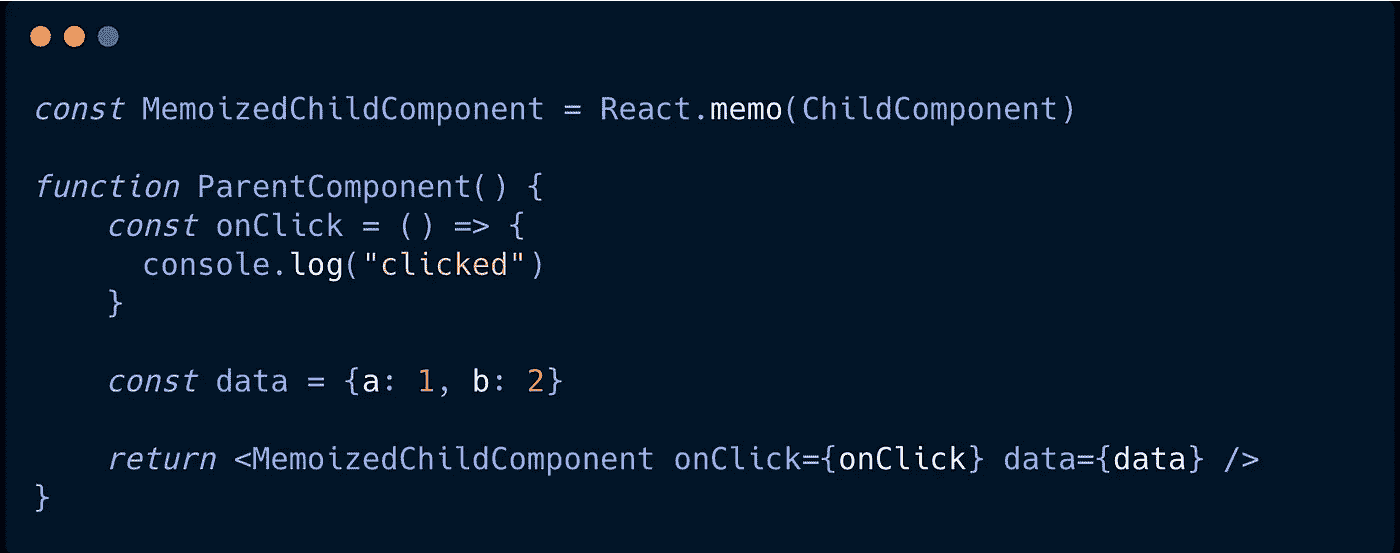 const MemoizedChildComponent = React.memo(ChildComponent)
function ParentComponent() {
    const onClick = () => {
      console.log("clicked")
    }
    const data = {a: 1, b: 2}
    return <MemoizedChildComponent onClick={onClick} data={data} />
}